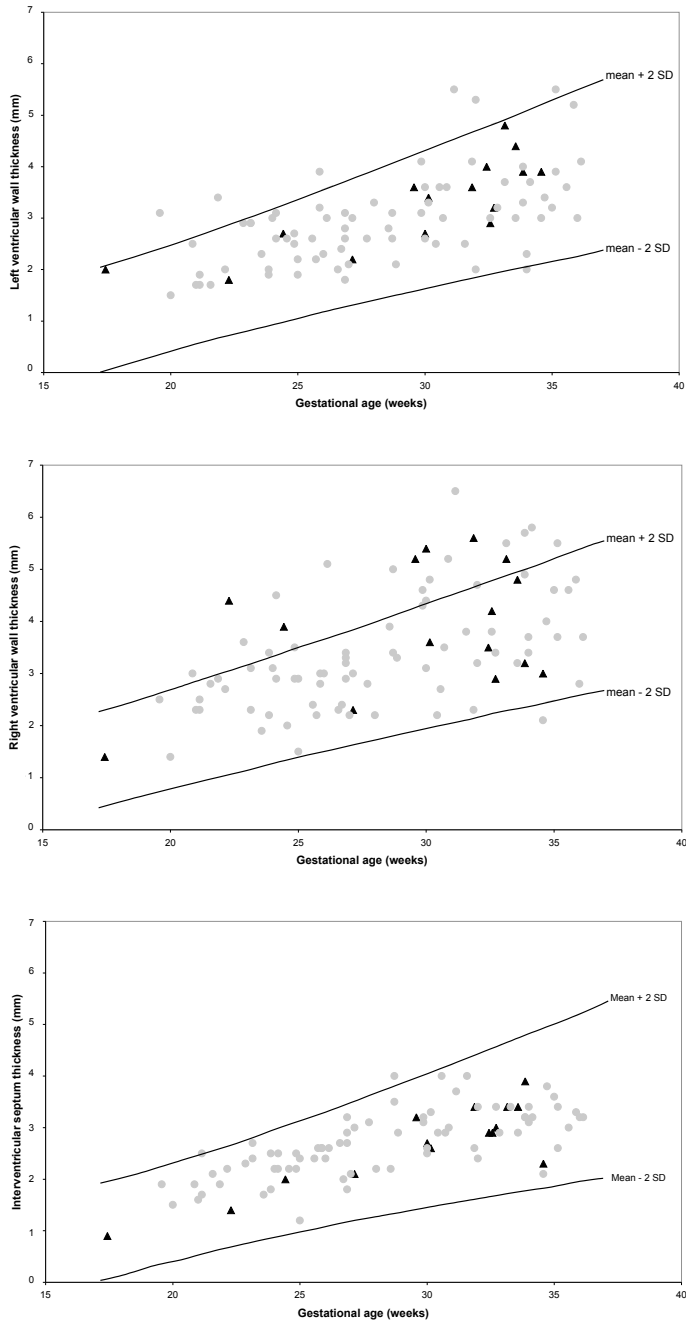 7
6
mean + 2 SD
5
4
3
mean - 2 SD
2
1
0
15 20 25 30 35 40
Left ventricular wall thickness (mm)
Gestational age (weeks)
7
6
mean + 2 SD
5
4
3
mean - 2 SD
2
1
0
15 20 25 30 35 40
Right ventricular wall thickness (mm)
Gestational age (weeks)
7
6
Mean + 2 SD
5
4
3
2
Mean - 2 SD
1
0
15 20 25 30 35 40
Interventricular septum thickness (mm)
Gestational age (weeks)